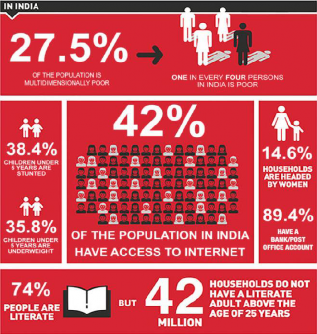 IN INDIA
27.5%
OF THE POPULATION IS
MULTIDIMENSIONALLY POOR
ONE IN EVERY FOUR PERSONS
IN INDIA IS POOR
38.4%
CHILDREN UNDER
5 YEARS ARE
STUNTED
35.8%
CHILDREN UNDER
5 YEARS ARE
UNDERWEIGHT
42%
OF THE POPULATION IN INDIA
HAVE ACCESS TO INTERNET
14.6%
HOUSEHOLDS
ARE HEADED
BY WOMEN
89.4%
HAVE A
BANK/POST
OFFICE ACCOUNT
74%
PEOPLE ARE
LITERATE
BUT
42
MILLION
HOUSEHOLDS DO NOT
HAVE A LITERATE
ADULT ABOVE THE
AGE OF 25 YEARS